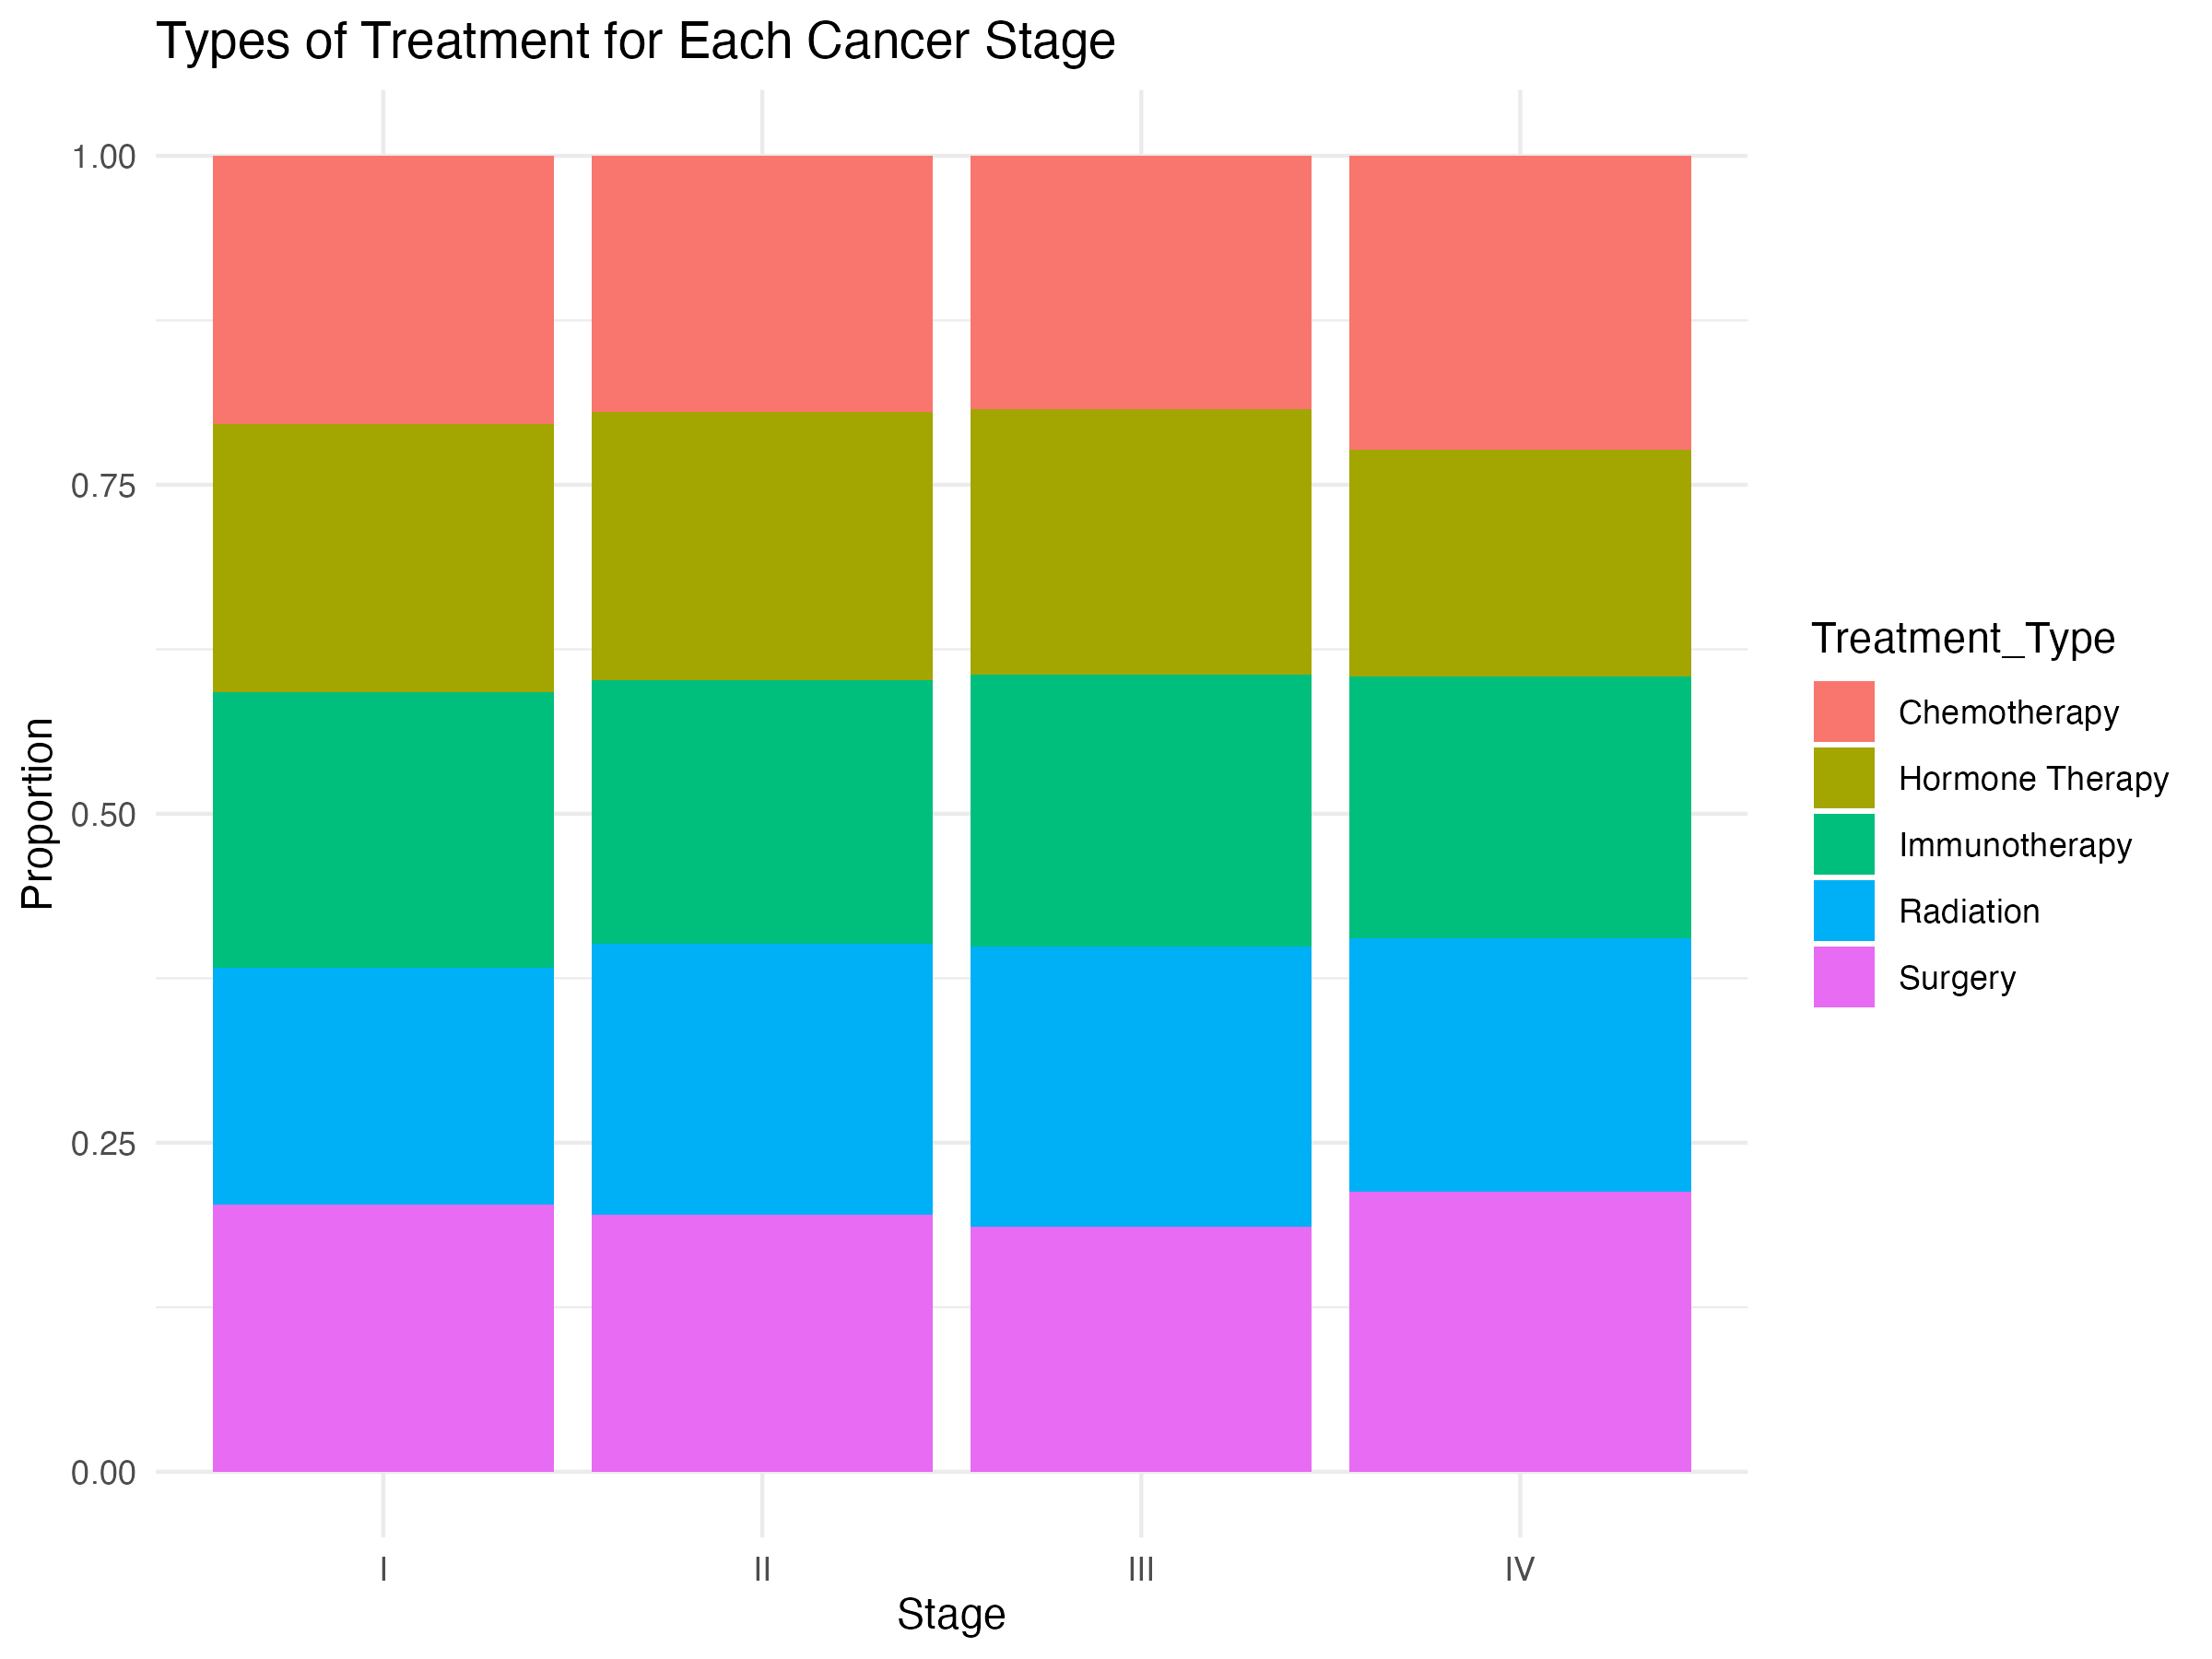 Types of Treatment for Each Cancer Stage
1.00
0.75
0.50
0.25
0.00
Proportion
I
II
III
IV
Stage
Treatment_Type
Chemotherapy
Hormone Therapy
Immunotherapy
Radiation
Surgery